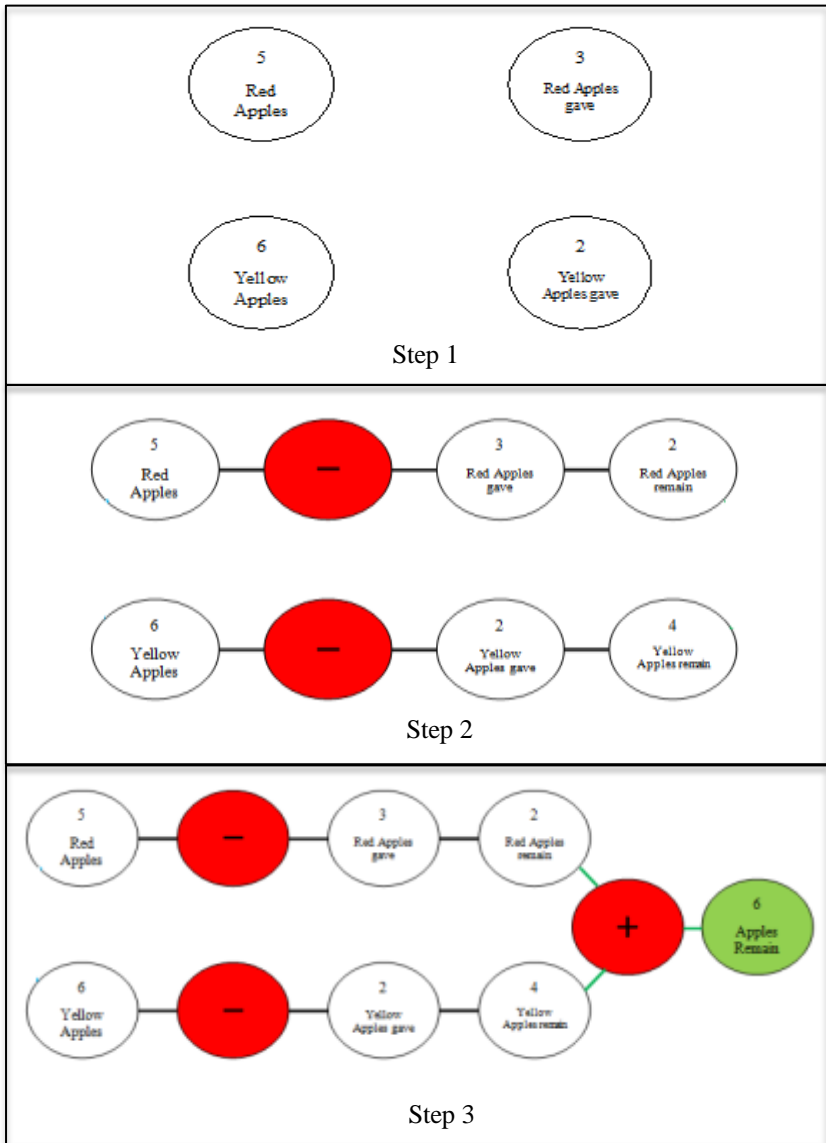 5
Red
Apples
3
Red Apples
gave
6
Yellow
Apples
2
Yellow
Apples gave
Step 1
5
Red
Apples
−
3
Red Apples
gave
2
Red Apples
remain
6
Yellow
Apples
−
2
Yellow
Apples gave
4
Yellow
Apples remain
Step 2
5
Red
Apples
−
3
Red Apples
gave
2
Red Apples
remain
+
6
Apples
Remain
6
Yellow
Apples
−
2
Yellow
Apples gave
4
Yellow
Apples remain
Step 3